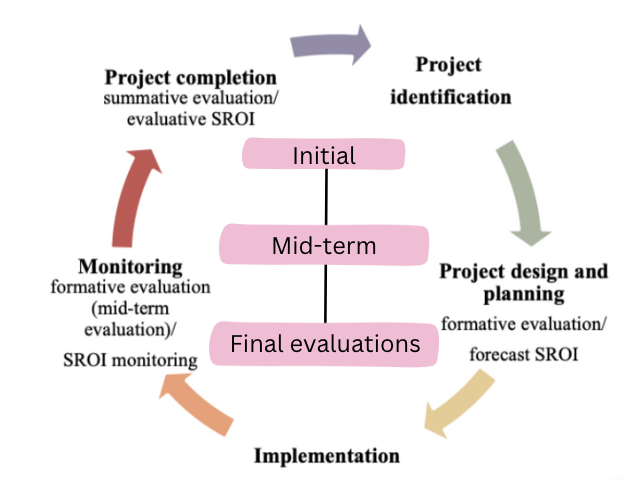 Project
identification
Project completion
summative evaluation/
evaluative SROI
Initial
Mid-term
Final evaluations
Project design and
planning
formative evaluation/
forecast SROI
Monitoring
formative evaluation
(mid-term
evaluation)/
SROI monitoring
Implementation